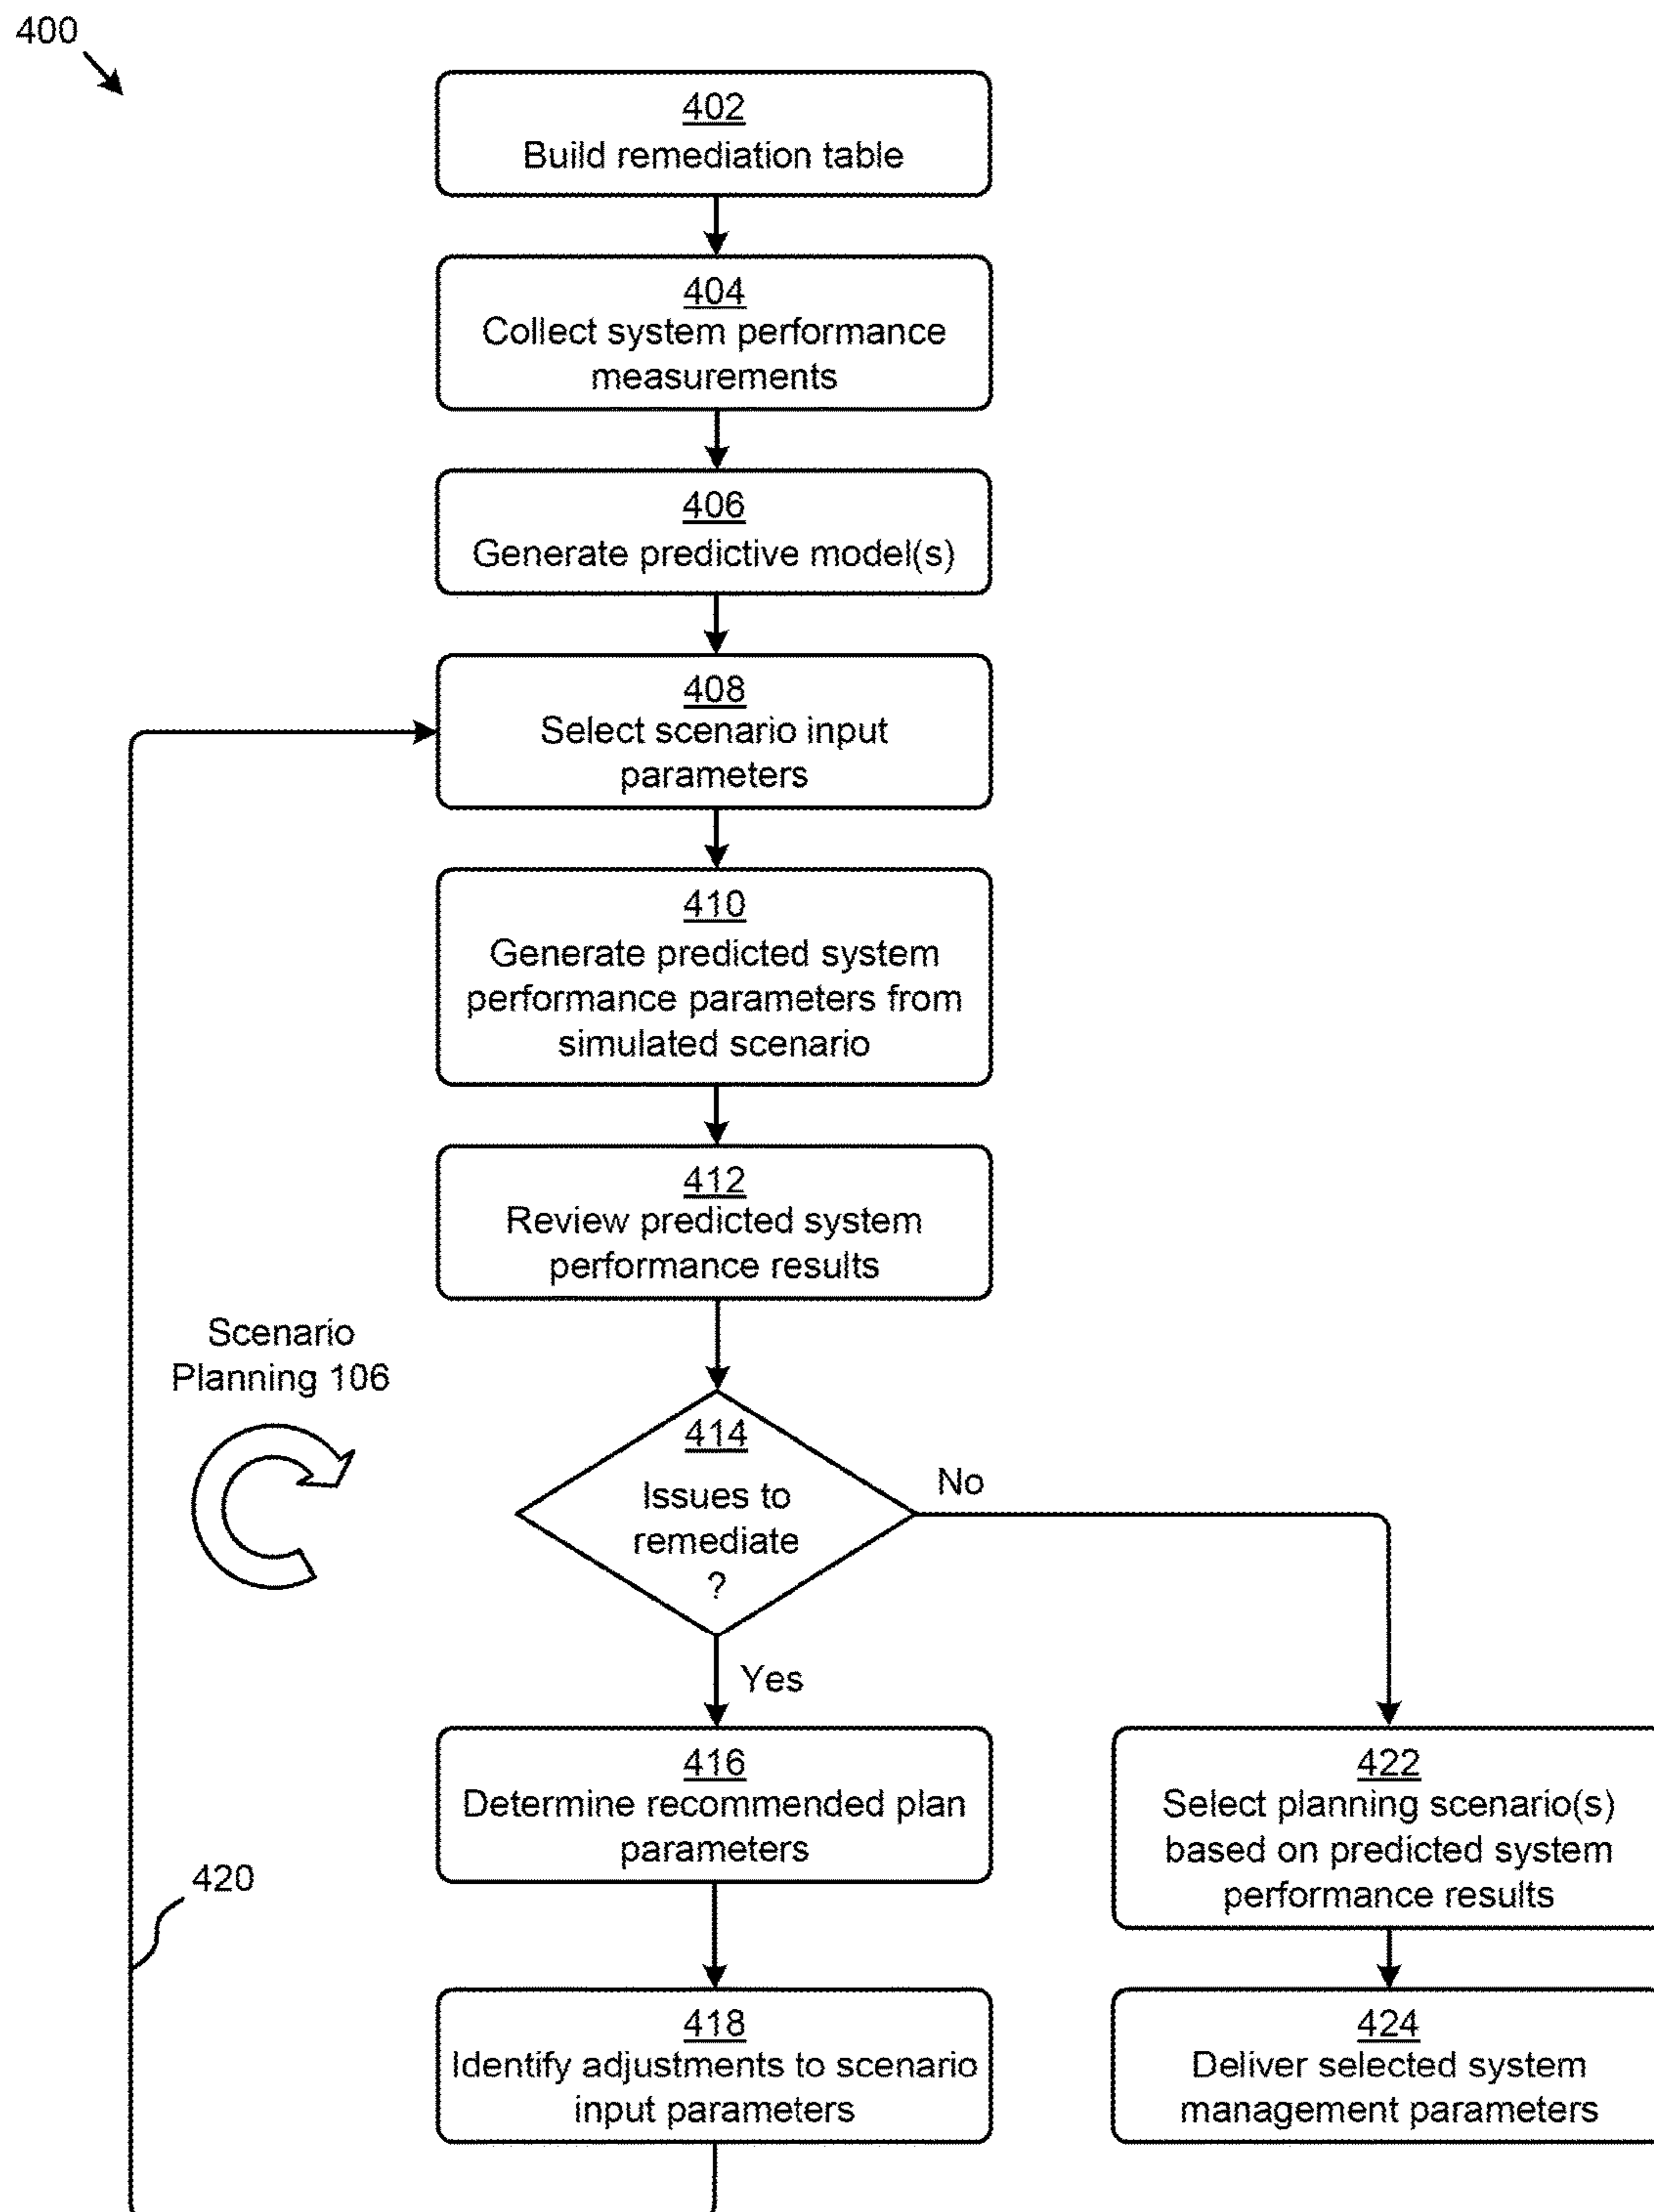 400
402
Build remediation table
404
Collect system performance
measurements
406
Generate predictive model(s)
408
Select scenario input
parameters
410
Generate predicted system
performance parameters from
simulated scenario
412
Review predicted system
performance results
Scenario
Planning 106
414
Issues to
remediate
?
No
Yes
416
Determine recommended plan
parameters
422
Select planning scenario(s)
based on predicted system
performance results
420
418
Identify adjustments to scenario
input parameters
424
Deliver selected system
management parameters